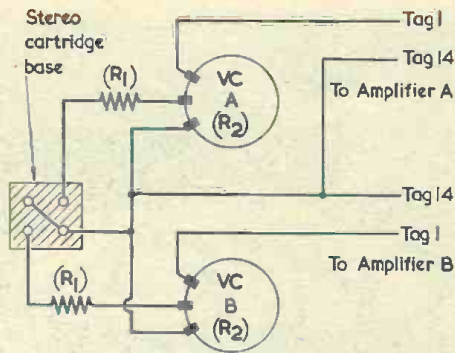 Stereo
cartridge
base
(R1)
VC
A
(R2)
Tag 1
Tag 14
To Amplifier A
Tag 14
Tag 1
To Amplifier B
(R1)
VC
B
(R2)